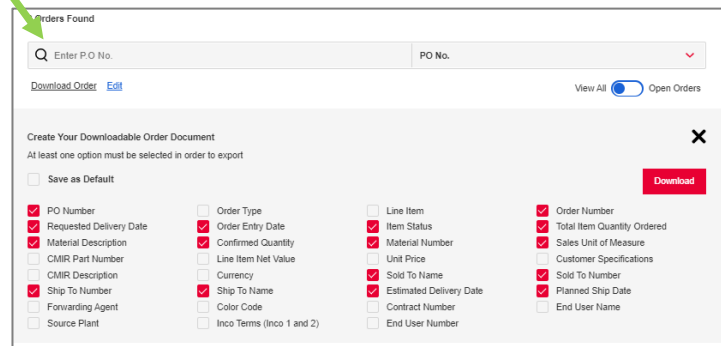 Orders Found
Enter P.O No. PO No.
Download Order Edit View All Open Orders
Create Your Downloadable Order Document
At least one option must be selected in order to export
Save as Default Download
PO Number Order Type Line Item Order Number
Requested Delivery Date Order Entry Date Item Status Total Item Quantity Ordered
Material Description Confirmed Quantity Material Number Sales Unit of Measure
CMIR Part Number Line Item Net Value Unit Price Customer Specifications
CMIR Description Currency Sold To Name Sold To Number
Ship To Number Ship To Name Estimated Delivery Date Planned Ship Date
Forwarding Agent Color Code Contract Number End User Name
Source Plant Inco Terms (Inco 1 and 2) End User Number